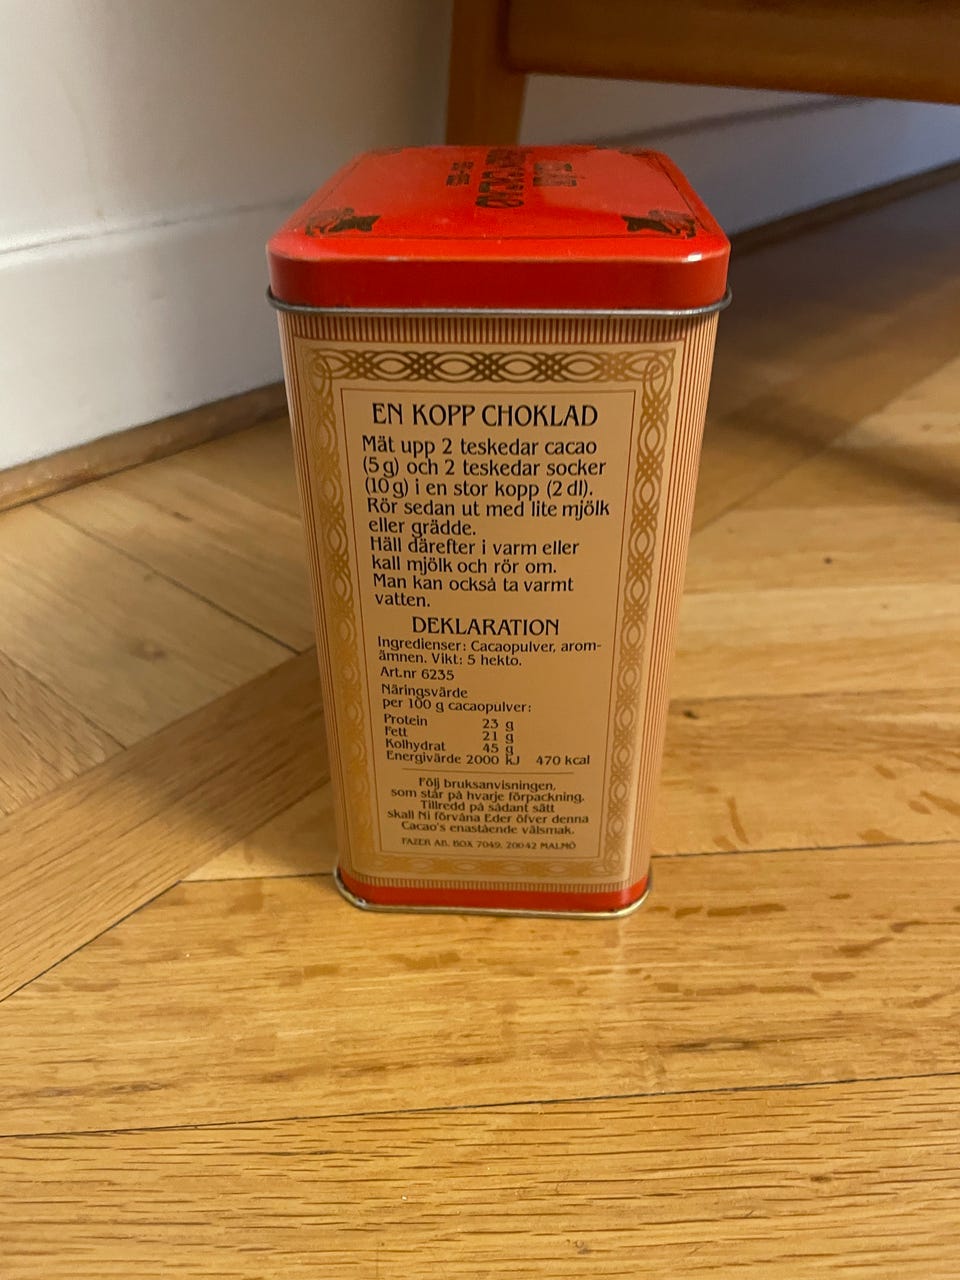 EN KOPP CHOKLAD
Mät upp 2 teskedar cacao
(5 g) och 2 teskedar socker
(10 g) i en stor kopp (2 dl).
Rör sedan ut med lite mjölk
eller grädde.
Häll därefter i varm eller
kall mjölk och rör om.
Man kan också ta varmt
vatten.
DEKLARATION
Ingredienser: Cacaopulver, arom-
ämnen. Vikt: 5 hekto.
Art.nr 6235
Näringsvärde
per 100 g cacaopulver:
Protein 23 g
Fett 21 g
Kolhydrat 45 g
Energivärde 2000 kJ 470 kcal
Följ bruksanvisningen,
som står på hvarje förpackning.
Tillredd på sådant sätt
skall Ni förvåna Eder öfver denna
Cacao's enastående välsmak.
FAZER AB. BOX 7049. 20042 MALMÖ